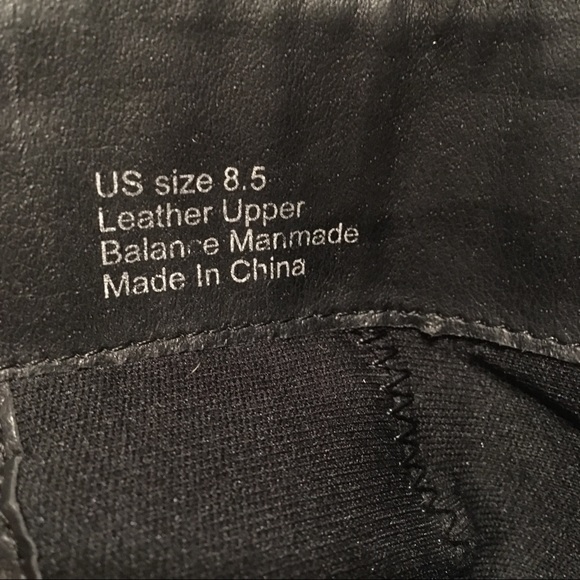 US size 8.5
Leather Upper
Balance Manmade
Made In China